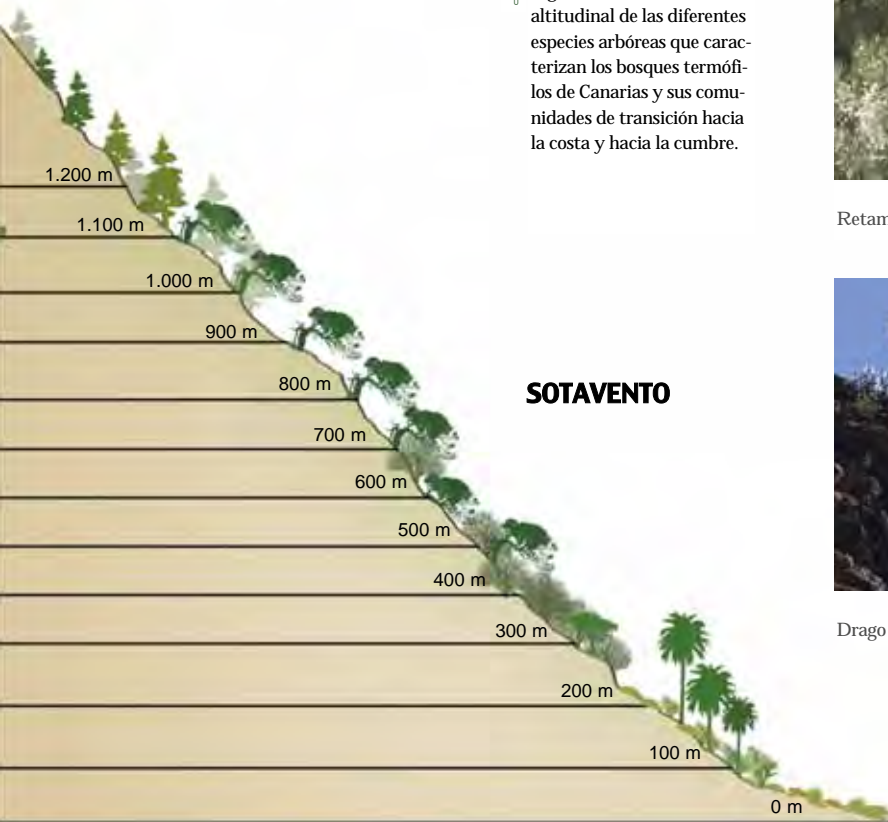 altitudinal de las diferentes
especies arbóreas que carac-
terizan los bosques termófi-
los de Canarias y sus comu-
nidades de transición hacia
la costa y hacia la cumbre.
1.200 m
1.100 m
Retam
1.000 m
900 m
800 m
SOTAVENTO
700 m
600 m
500 m
400 m
300 m
Drago
200 m
100 m
0 m